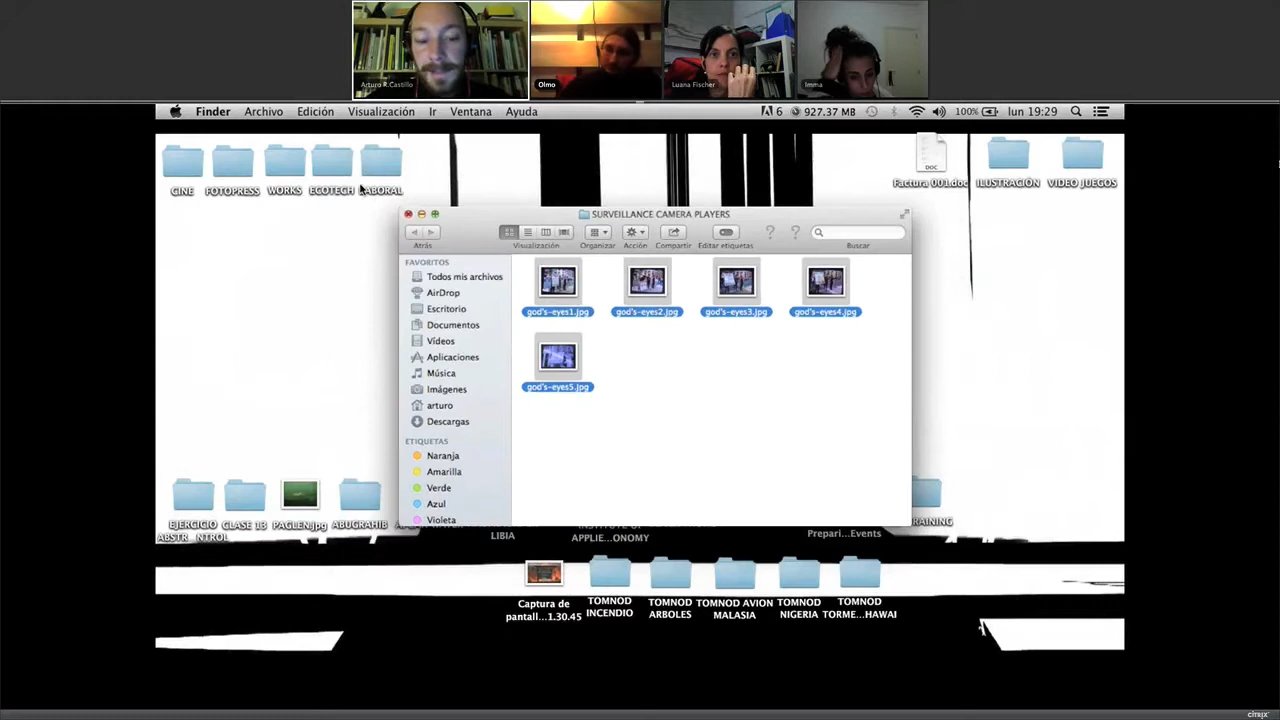 Arturo R.Castillo
Olmo
Luana Fischer
Imma
Finder Archivo Edición Visualización Ir Ventana Ayuda
6 927.37 MB 100% lun 19:29
CINE
FOTOPRESS
WORKS
ECOTECH
LABORAL
Factura 001.doc
DOC
ILUSTRACIÓN
VIDEO JUEGOS
SURVEILLANCE CAMERA PLAYERS
Atrás
Visualización
Organizar
Acción
Compartir
Editar etiquetas
Buscar
FAVORITOS
Todos mis archivos
AirDrop
Escritorio
Documentos
Vídeos
Aplicaciones
Música
Imágenes
arturo
Descargas
ETIQUETAS
Naranja
Amarilla
Verde
Azul
Violeta
god's-eyes1.jpg
god's-eyes2.jpg
god's-eyes3.jpg
god's-eyes4.jpg
god's-eyes5.jpg
EJERCICIO
ABSTR...NTROL
CLASE 13
PAGLEN.jpg
ABUGRAHIB
LIBIA
INSTITUTE OF
APPLIE...ONOMY
Prepari...Events
RAINING
Captura de
pantall...1.30.45
TOMNOD
INCENDIO
TOMNOD
ARBOLES
TOMNOD AVION
MALASIA
TOMNOD
NIGERIA
TOMNOD
TORME...HAWAI
CITRIX